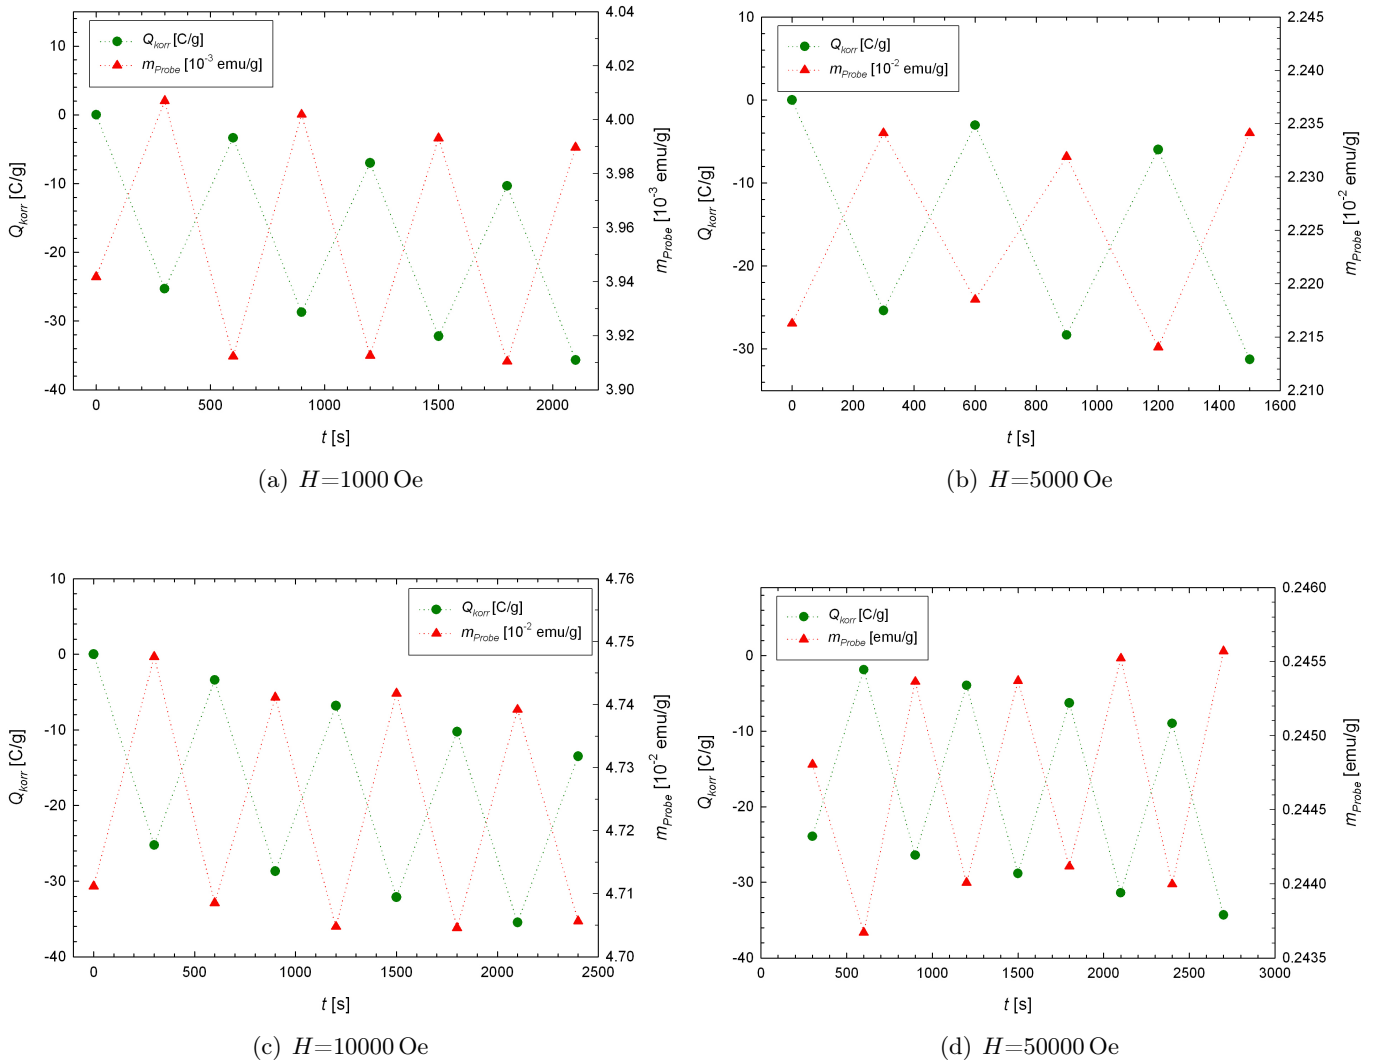 Q_korr [C/g]
m_Probe [10^-3 emu/g]
10
0
-10
-20
-30
-40
Q_korr [C/g]
4.04
4.02
4.00
3.98
3.96
3.94
3.92
3.90
m_Probe [10^-3 emu/g]
0 500 1000 1500 2000
t [s]
(a) H=1000 Oe
Q_korr [C/g]
m_Probe [10^-2 emu/g]
10
0
-10
-20
-30
Q_korr [C/g]
2.245
2.240
2.235
2.230
2.225
2.220
2.215
2.210
m_Probe [10^-2 emu/g]
0 200 400 600 800 1000 1200 1400 1600
t [s]
(b) H=5000 Oe
Q_korr [C/g]
m_Probe [10^-2 emu/g]
10
0
-10
-20
-30
-40
Q_korr [C/g]
4.76
4.75
4.74
4.73
4.72
4.71
4.70
m_Probe [10^-2 emu/g]
0 500 1000 1500 2000 2500
t [s]
(c) H=10000 Oe
Q_korr [C/g]
m_Probe [emu/g]
0
-10
-20
-30
-40
Q_korr [C/g]
0.2460
0.2455
0.2450
0.2445
0.2440
0.2435
m_Probe [emu/g]
0 500 1000 1500 2000 2500 3000
t [s]
(d) H=50000 Oe